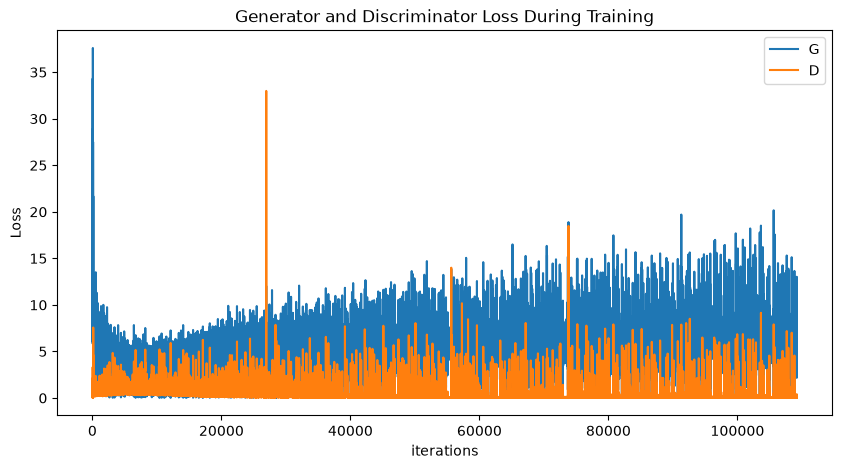 Generator and Discriminator Loss During Training
G
D
Loss
35
30
25
20
15
10
5
0
0 20000 40000 60000 80000 100000
iterations